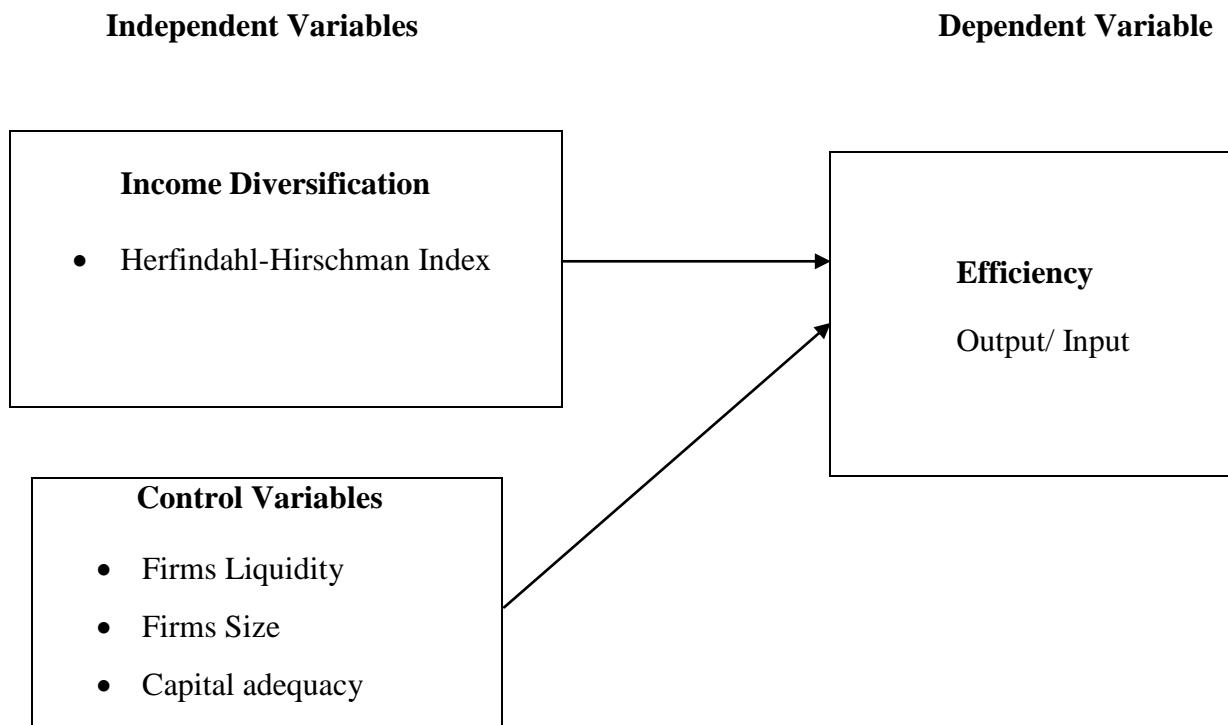 Independent Variables
Dependent Variable
Income Diversification
• Herfindahl-Hirschman Index
Efficiency
Output/ Input
Control Variables
• Firms Liquidity
• Firms Size
• Capital adequacy